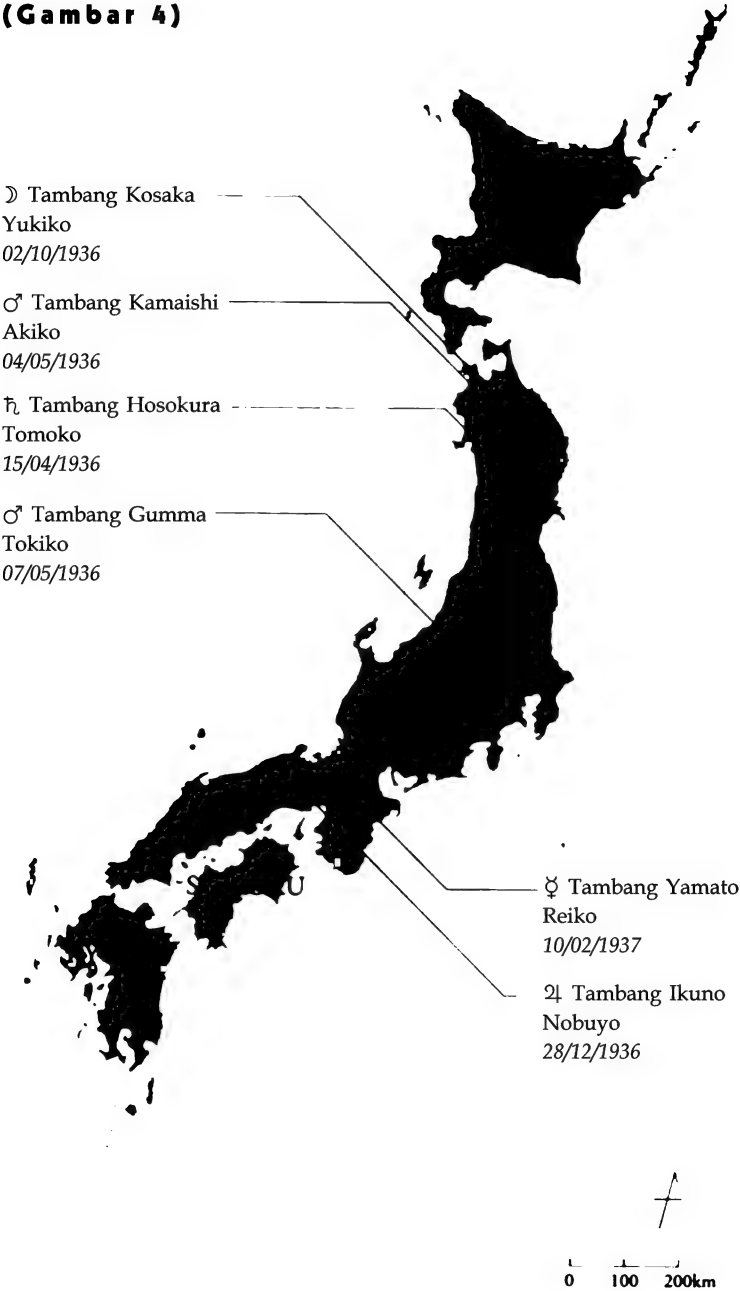 (Gambar 4)
☽ Tambang Kosaka
Yukiko
02/10/1936
♂ Tambang Kamaishi
Akiko
04/05/1936
♄ Tambang Hosokura
Tomoko
15/04/1936
♂ Tambang Gumma
Tokiko
07/05/1936
☿ Tambang Yamato
Reiko
10/02/1937
♃ Tambang Ikuno
Nobuyo
28/12/1936
0 100 200km